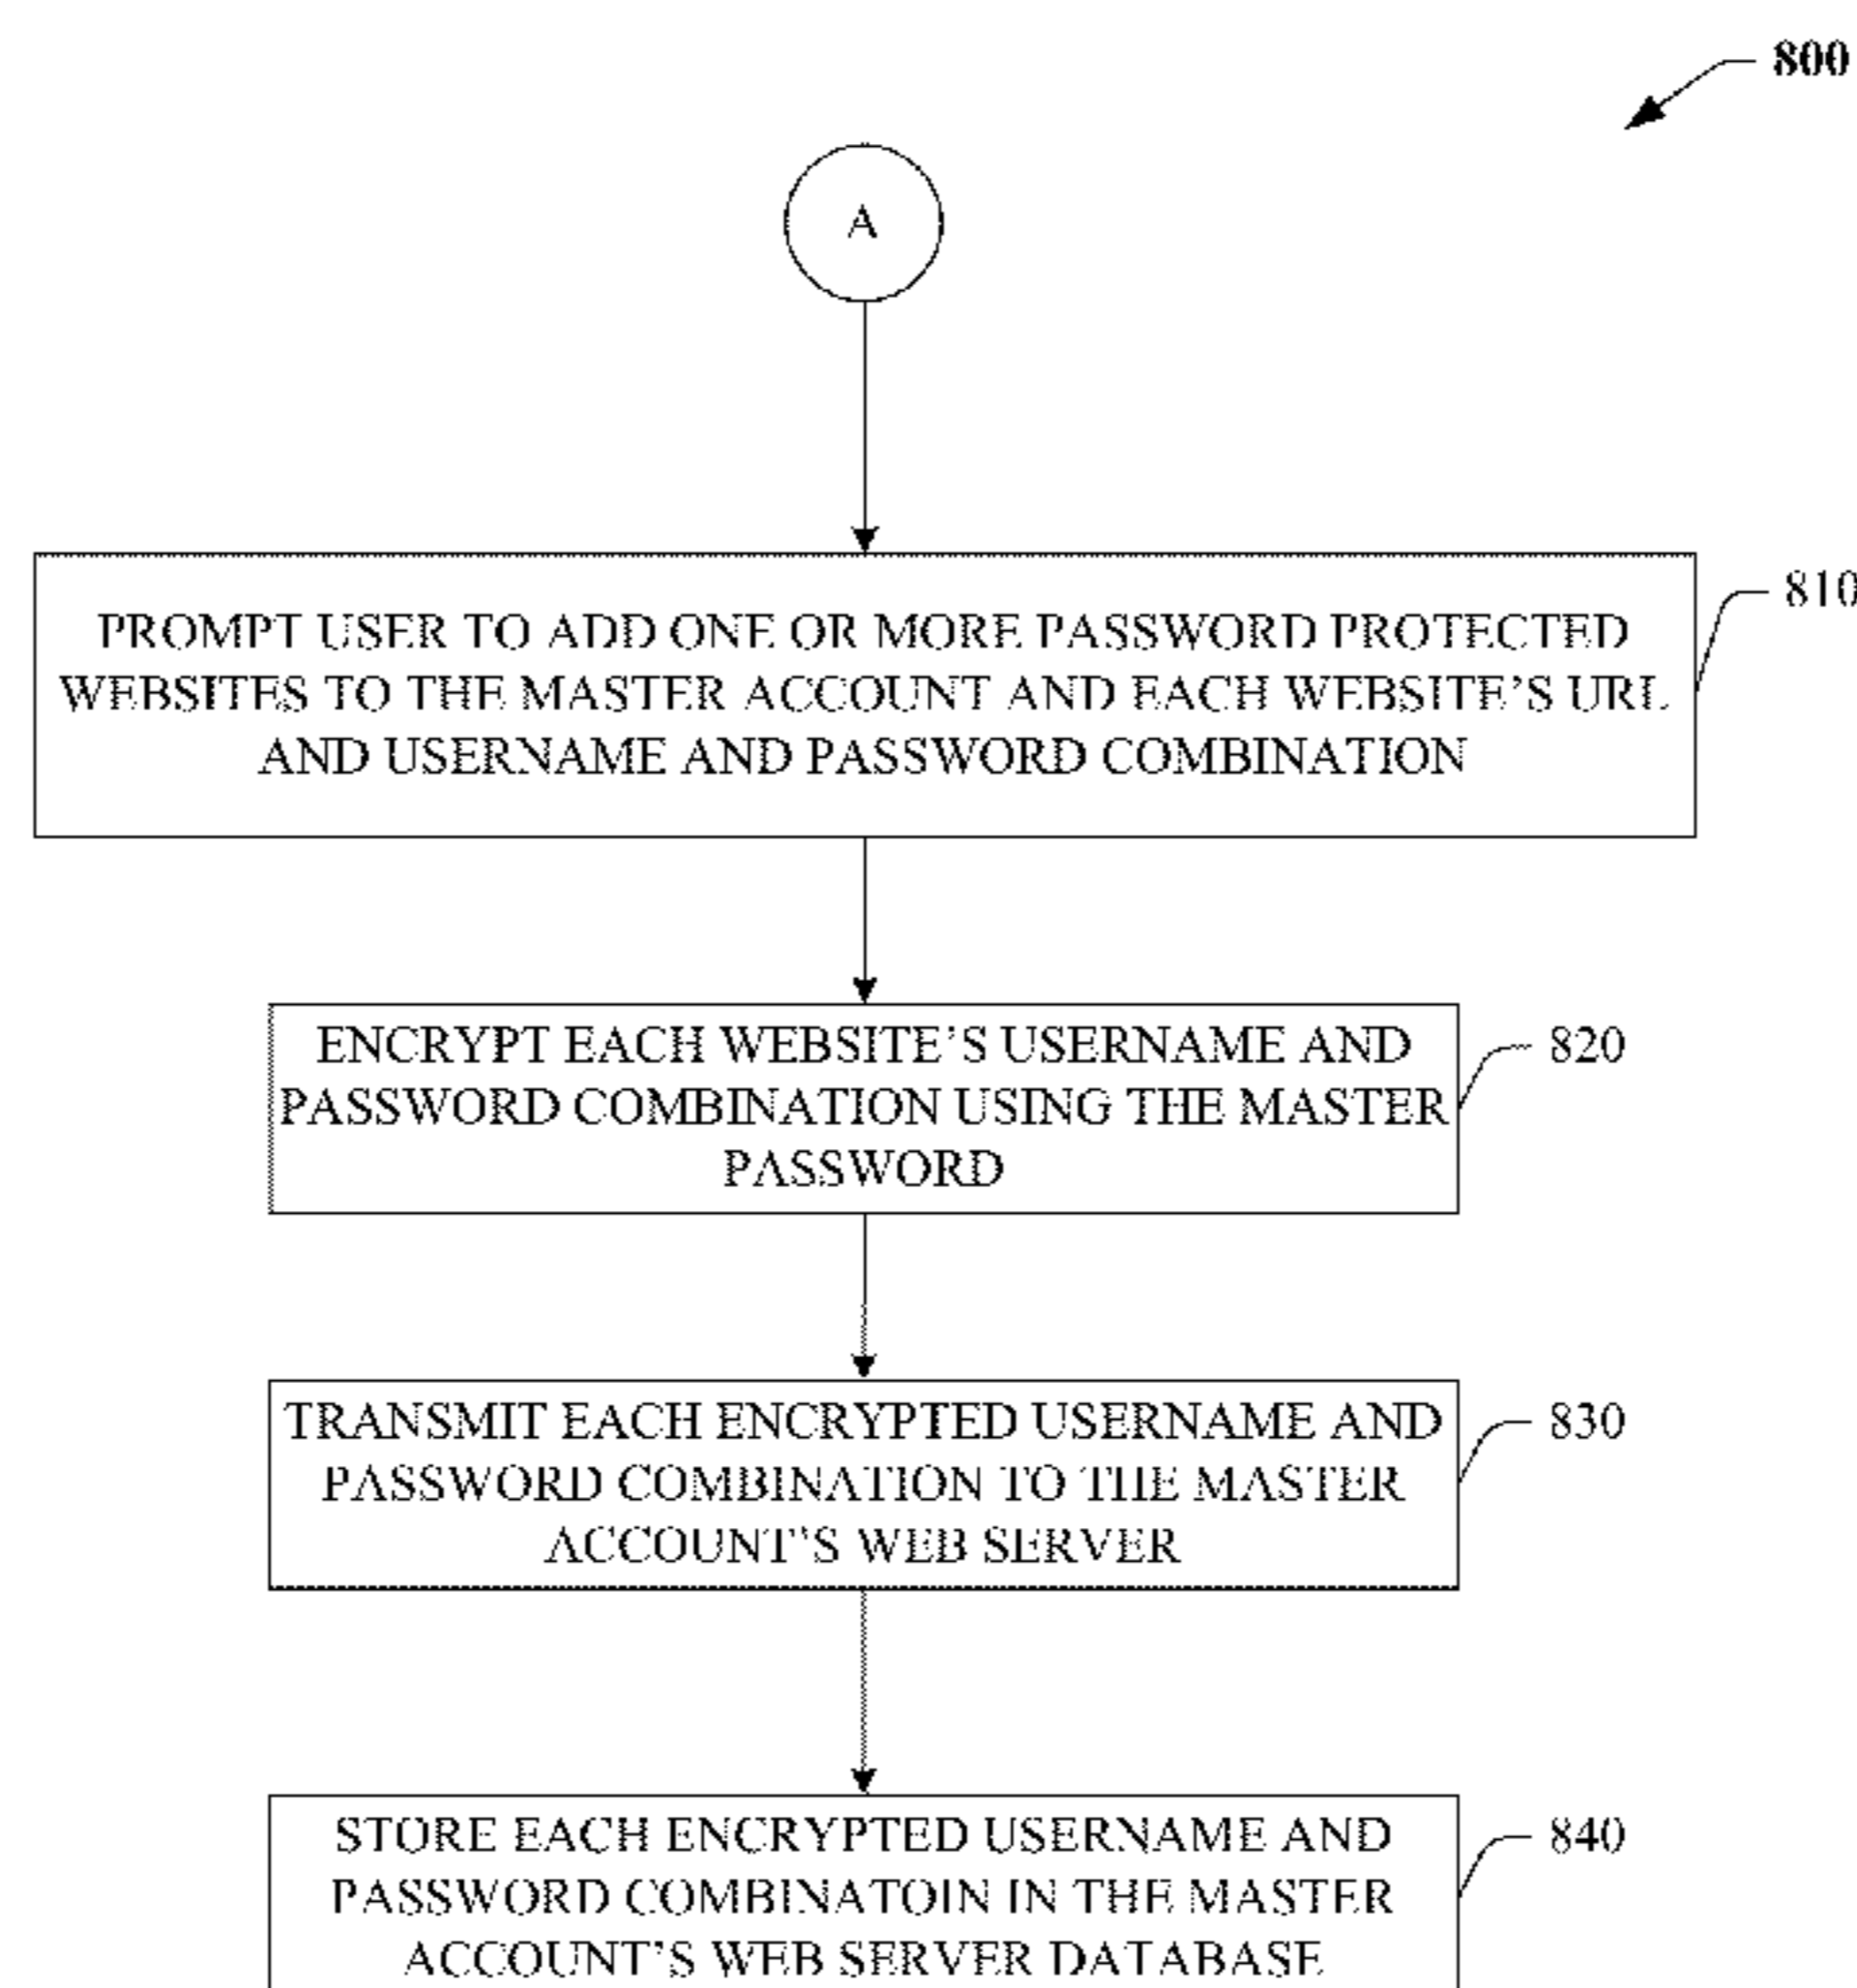 800
A
PROMPT USER TO ADD ONE OR MORE PASSWORD PROTECTED
WEBSITES TO THE MASTER ACCOUNT AND EACH WEBSITE'S URL
AND USERNAME AND PASSWORD COMBINATION
810
ENCRYPT EACH WEBSITE'S USERNAME AND
PASSWORD COMBINATION USING THE MASTER
PASSWORD
820
TRANSMIT EACH ENCRYPTED USERNAME AND
PASSWORD COMBINATION TO THE MASTER
ACCOUNT'S WEB SERVER
830
STORE EACH ENCRYPTED USERNAME AND
PASSWORD COMBINATOIN IN THE MASTER
ACCOUNT'S WEB SERVER DATABASE
840